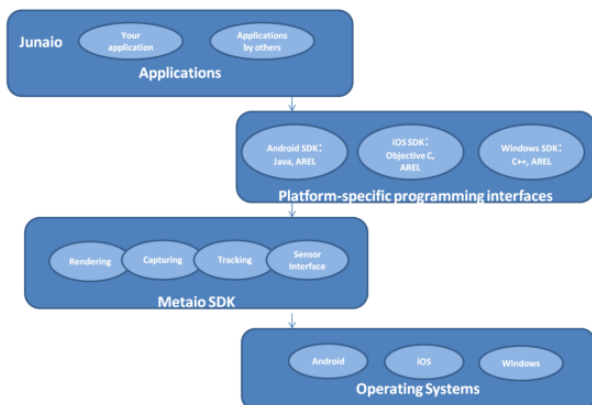 Junaio
Your
application
Applications
by others
Applications
Android SDK:
Java, AREL
iOS SDK:
Objective C,
AREL
Windows SDK:
C++, AREL
Platform-specific programming interfaces
Rendering
Capturing
Tracking
Sensor
Interface
Metaio SDK
Android
iOS
Windows
Operating Systems